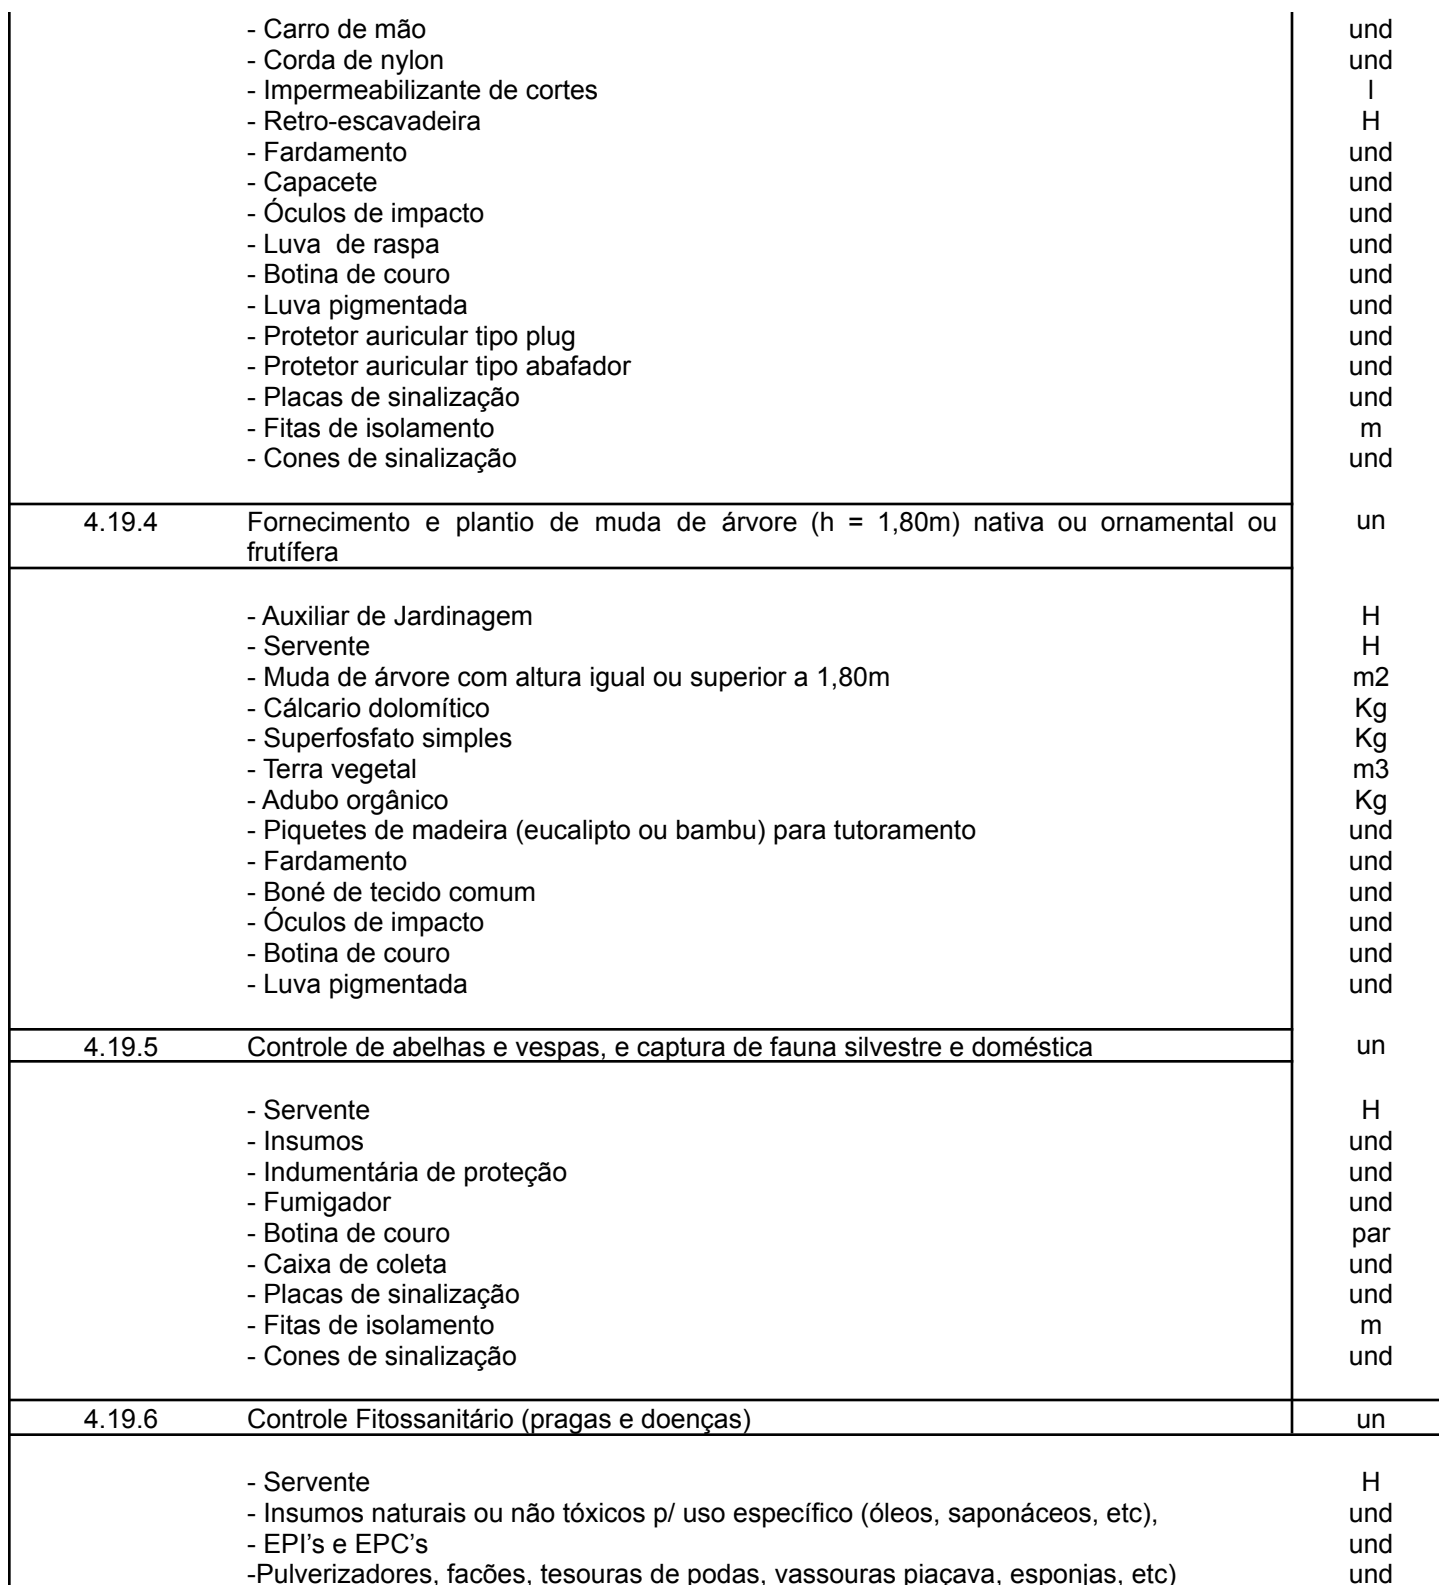 - Carro de mão und
- Corda de nylon und
- Impermeabilizante de cortes l
- Retro-escavadeira H
- Fardamento und
- Capacete und
- Óculos de impacto und
- Luva  de raspa und
- Botina de couro und
- Luva pigmentada und
- Protetor auricular tipo plug und
- Protetor auricular tipo abafador und
- Placas de sinalização und
- Fitas de isolamento m
- Cones de sinalização und
4.19.4 Fornecimento e plantio de muda de árvore (h = 1,80m) nativa ou ornamental ou un
frutífera
- Auxiliar de Jardinagem H
- Servente H
- Muda de árvore com altura igual ou superior a 1,80m m2
- Cálcario dolomítico Kg
- Superfosfato simples Kg
- Terra vegetal m3
- Adubo orgânico Kg
- Piquetes de madeira (eucalipto ou bambu) para tutoramento und
- Fardamento und
- Boné de tecido comum und
- Óculos de impacto und
- Botina de couro und
- Luva pigmentada und
4.19.5 Controle de abelhas e vespas, e captura de fauna silvestre e doméstica un
- Servente H
- Insumos und
- Indumentária de proteção und
- Fumigador und
- Botina de couro par
- Caixa de coleta und
- Placas de sinalização und
- Fitas de isolamento m
- Cones de sinalização und
4.19.6 Controle Fitossanitário (pragas e doenças) un
- Servente H
- Insumos naturais ou não tóxicos p/ uso específico (óleos, saponáceos, etc), und
- EPI's e EPC's und
-Pulverizadores, facões, tesouras de podas, vassouras piaçava, esponjas, etc) und